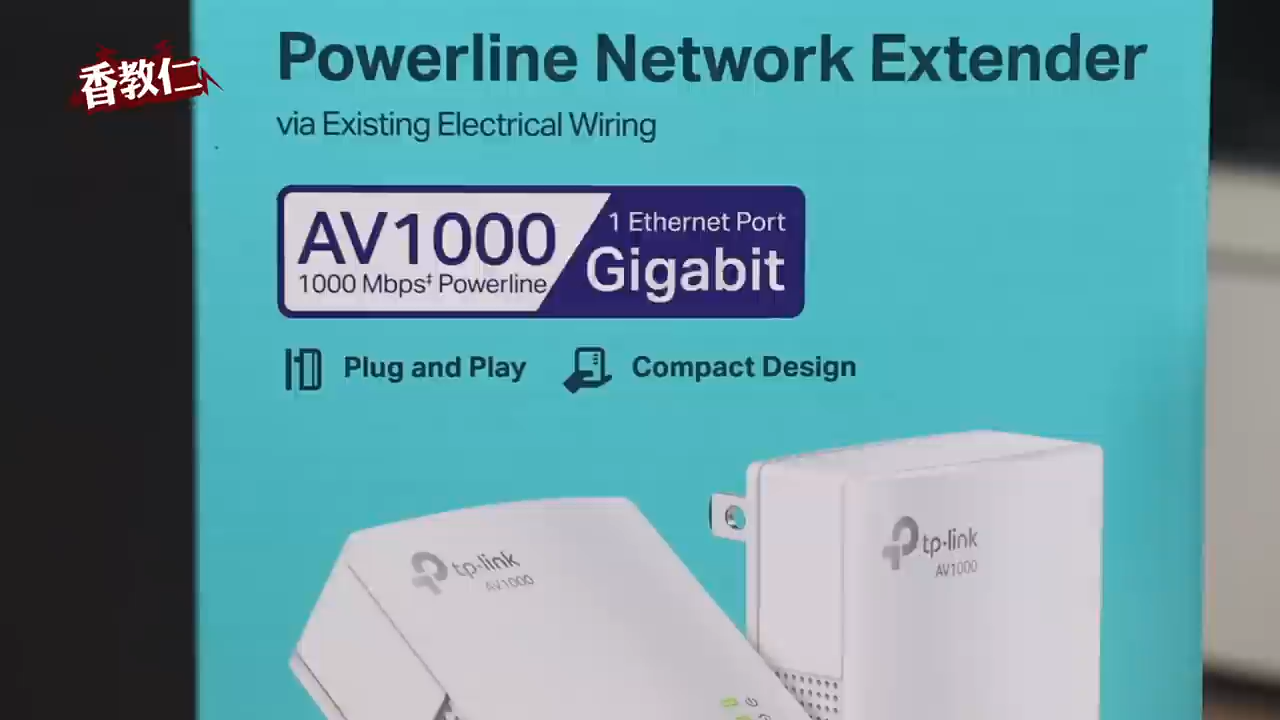 香教仁
Powerline Network Extender
via Existing Electrical Wiring
AV1000
1000 Mbps‡ Powerline
1 Ethernet Port
Gigabit
Plug and Play
Compact Design
tp-link
AV1000
tp-link
AV1000